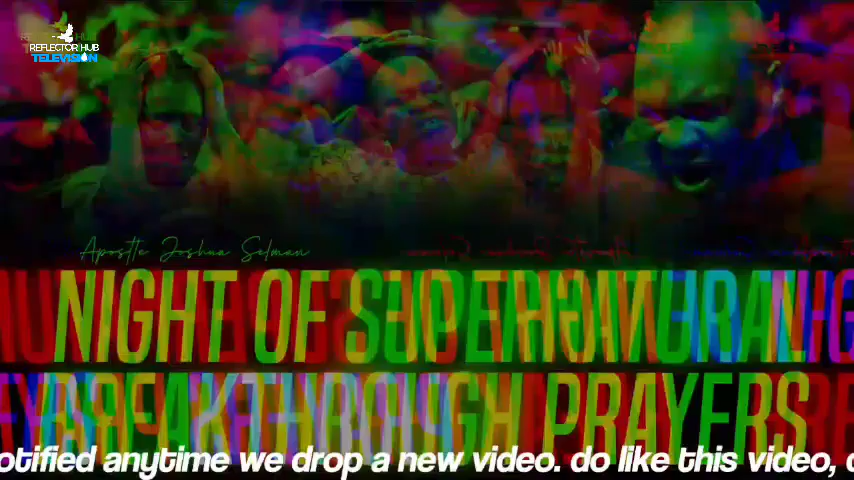 REFLECTOR HUB
TELEVISION
Apostle Joshua Selman
NIGHT OF SUPERNATURAL
BREAKTHROUGH PRAYERS
otified anytime we drop a new video. do like this video,